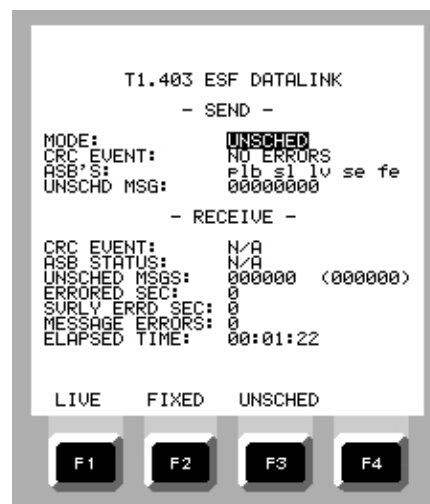 T1.403 ESF DATALINK
- SEND -
MODE: UNSCHED
CRC EVENT: NO ERRORS
ASB'S: plb sl lv se fe
UNSCHD MSG: 00000000
- RECEIVE -
CRC EVENT: N/A
ASB STATUS: N/A
UNSCHED MSGS: 000000 (000000)
ERRORED SEC: 0
SVRLY ERRD SEC: 0
MESSAGE ERRORS: 0
ELAPSED TIME: 00:01:22
LIVE FIXED UNSCHED
F1 F2 F3 F4